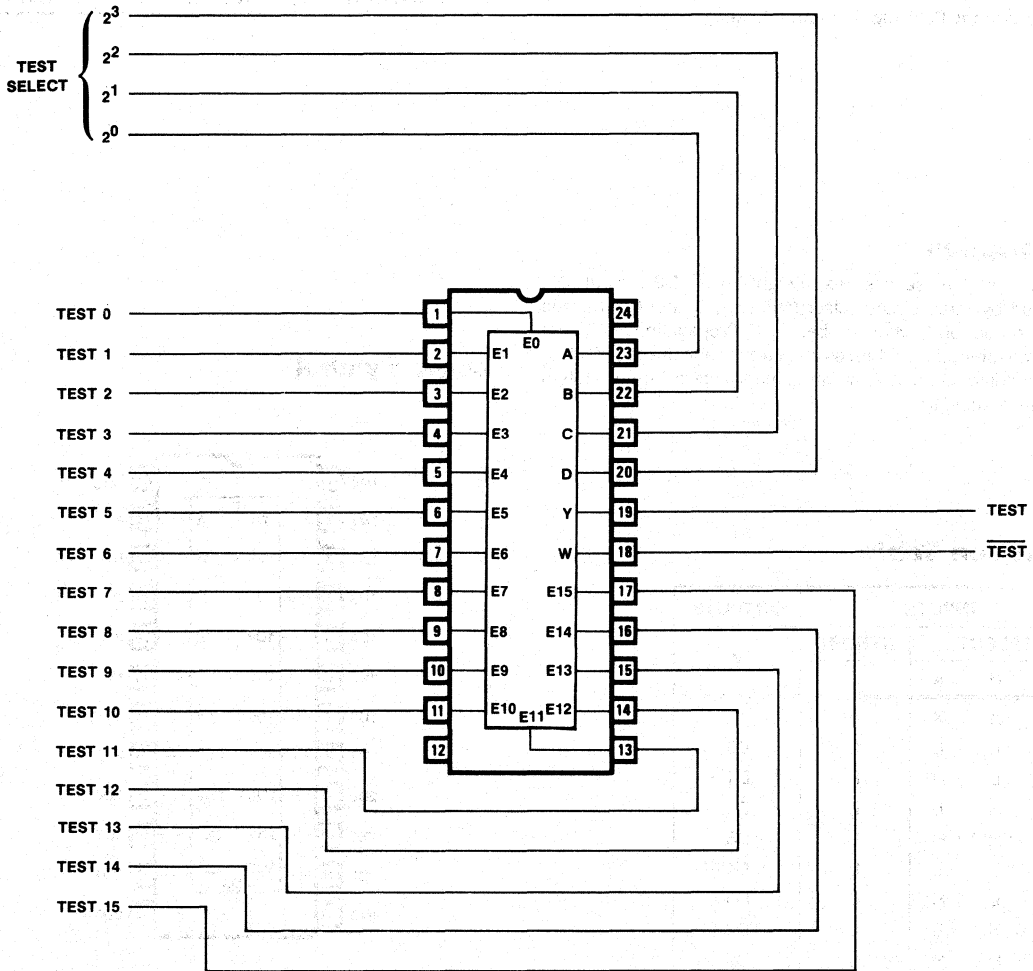 2³
2²
2¹
2⁰
TEST
SELECT
TEST 0
TEST 1
TEST 2
TEST 3
TEST 4
TEST 5
TEST 6
TEST 7
TEST 8
TEST 9
TEST 10
TEST 11
TEST 12
TEST 13
TEST 14
TEST 15
1
2
3
4
5
6
7
8
9
10
11
12
E0
E1
E2
E3
E4
E5
E6
E7
E8
E9
E10
E11
A
B
C
D
Y
W
E15
E14
E13
E12
24
23
22
21
20
19
18
17
16
15
14
13
TEST
T̅E̅S̅T̅